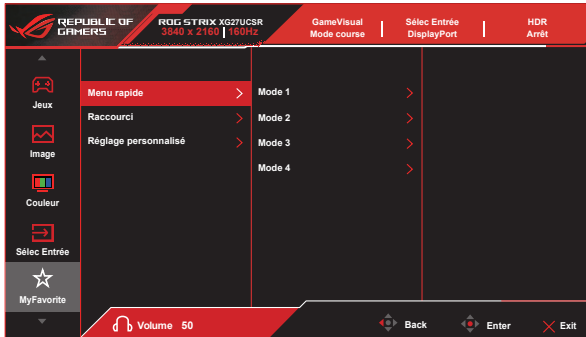 REPUBLIC OF
GAMERS
ROG STRIX XG27UCSR
3840 x 2160 160Hz
GameVisual
Mode course
Sélec Entrée
DisplayPort
HDR
Arrêt
Jeux
Image
Couleur
Sélec Entrée
MyFavorite
Menu rapide
Raccourci
Réglage personnalisé
Mode 1
Mode 2
Mode 3
Mode 4
Volume 50
Back
Enter
Exit